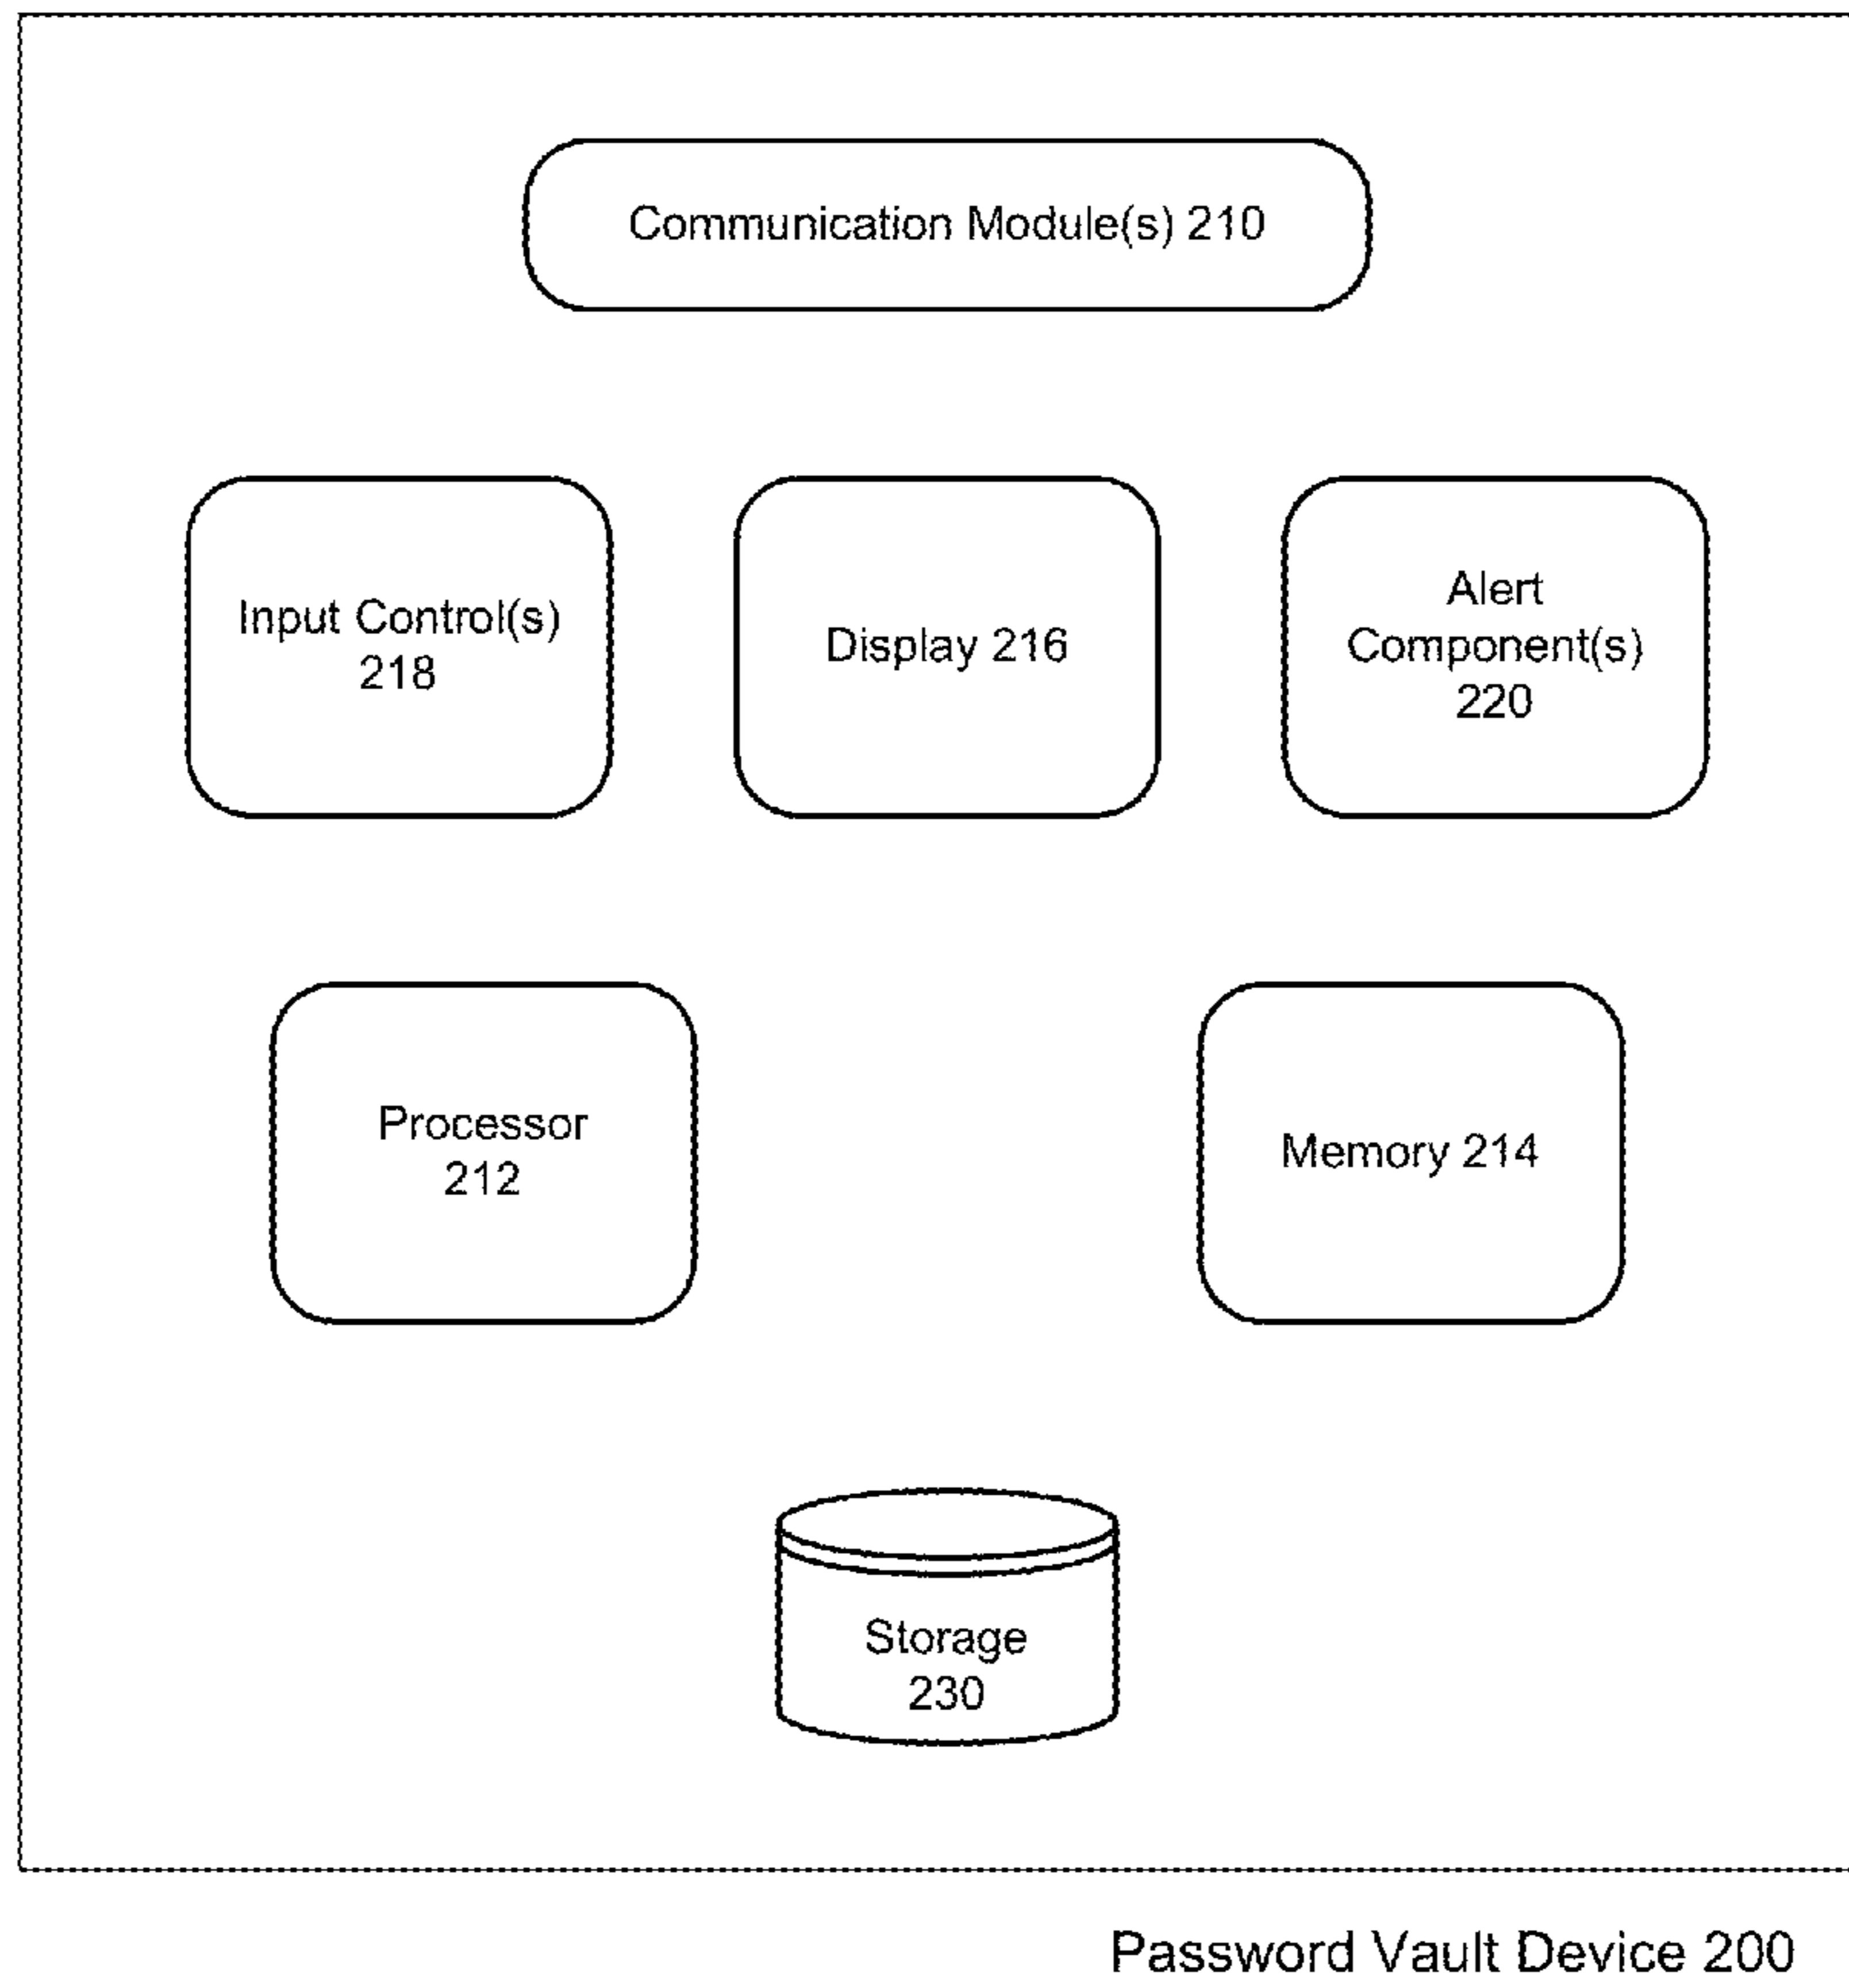 Communication Module(s) 210
Input Control(s)
218
Display 216
Alert
Component(s)
220
Processor
212
Memory 214
Storage
230
Password Vault Device 200